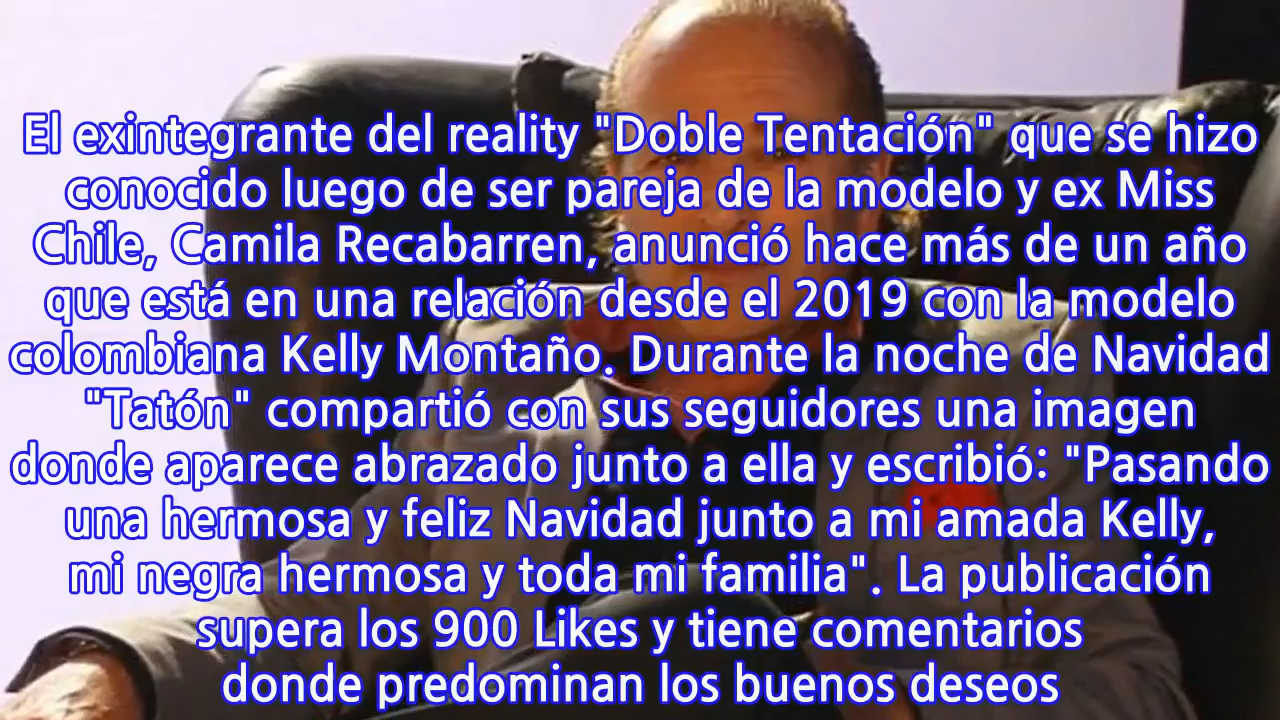 El exintegrante del reality "Doble Tentación" que se hizo
conocido luego de ser pareja de la modelo y ex Miss
Chile, Camila Recabarren, anunció hace más de un año
que está en una relación desde el 2019 con la modelo
colombiana Kelly Montaño. Durante la noche de Navidad
"Tatón" compartió con sus seguidores una imagen
donde aparece abrazado junto a ella y escribió: "Pasando
una hermosa y feliz Navidad junto a mi amada Kelly,
mi negra hermosa y toda mi familia". La publicación
supera los 900 Likes y tiene comentarios
donde predominan los buenos deseos